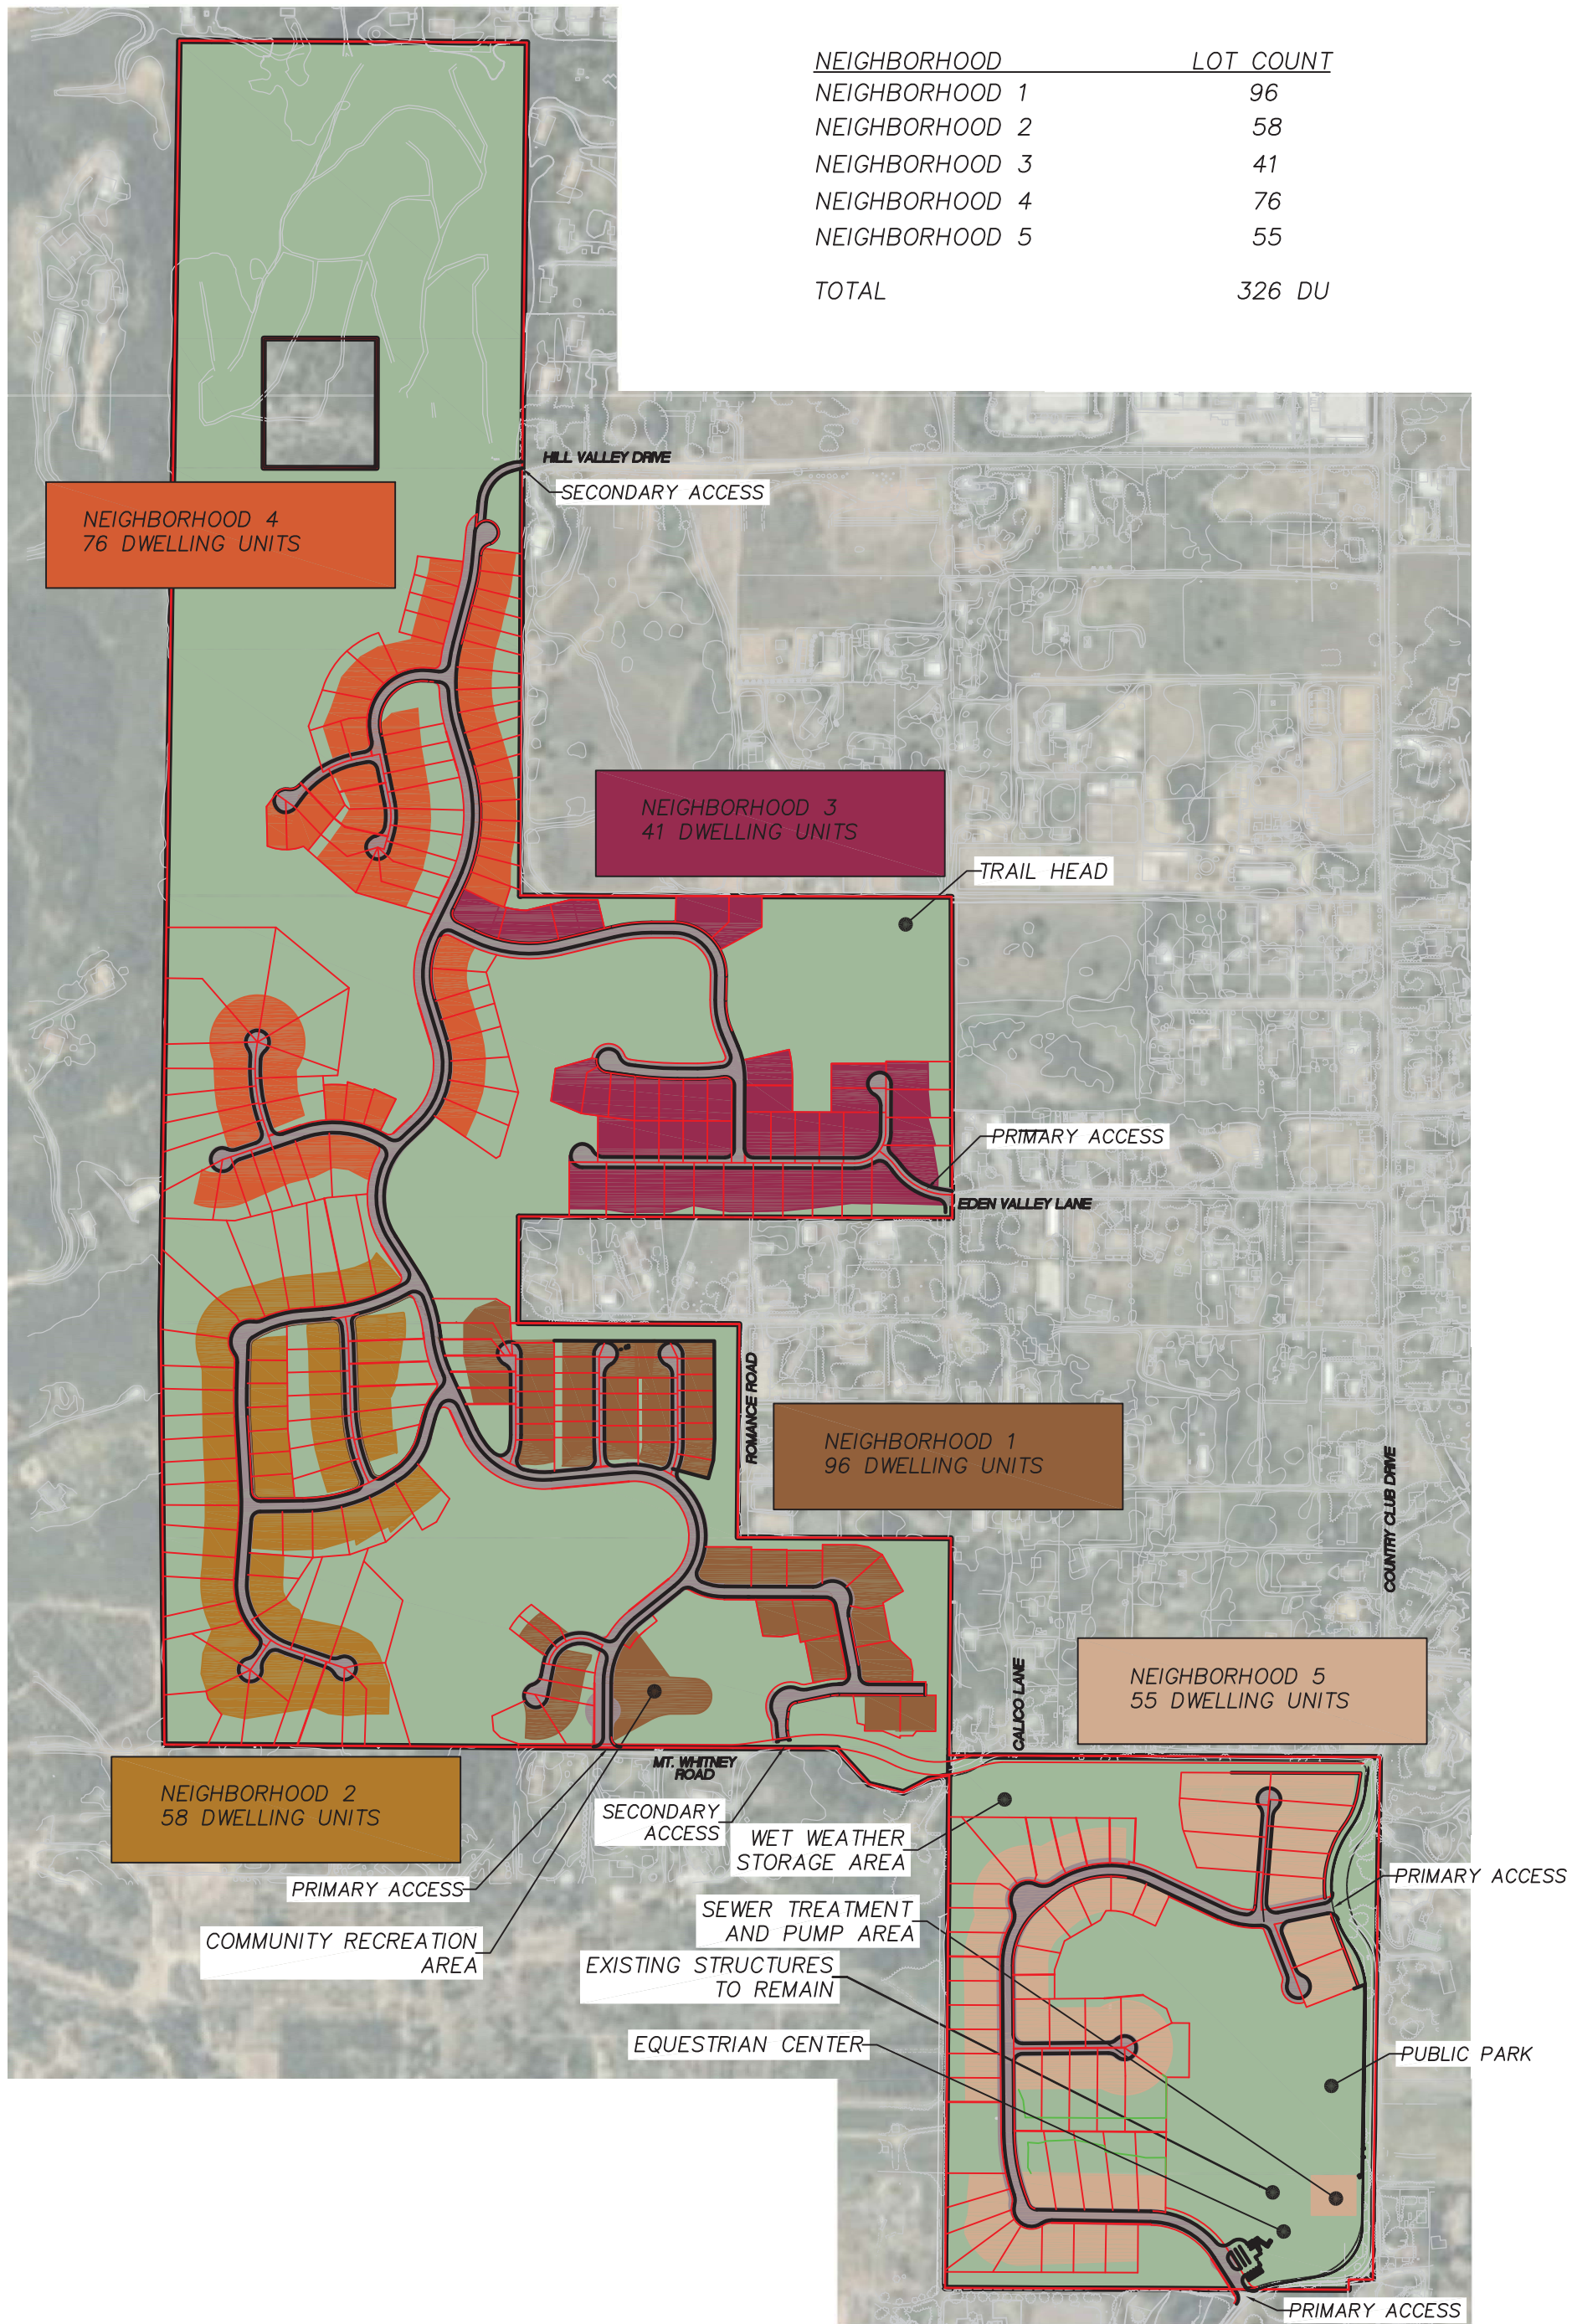 NEIGHBORHOOD LOT COUNT
NEIGHBORHOOD 1 96
NEIGHBORHOOD 2 58
NEIGHBORHOOD 3 41
NEIGHBORHOOD 4 76
NEIGHBORHOOD 5 55
TOTAL 326 DU
HILL VALLEY DRIVE
SECONDARY ACCESS
NEIGHBORHOOD 4
76 DWELLING UNITS
NEIGHBORHOOD 3
41 DWELLING UNITS
TRAIL HEAD
PRIMARY ACCESS
EDEN VALLEY LANE
ROMANCE ROAD
NEIGHBORHOOD 1
96 DWELLING UNITS
COUNTRY CLUB DRIVE
CALICO LANE
NEIGHBORHOOD 5
55 DWELLING UNITS
MT. WHITNEY
ROAD
NEIGHBORHOOD 2
58 DWELLING UNITS
SECONDARY
ACCESS
WET WEATHER
STORAGE AREA
PRIMARY ACCESS
PRIMARY ACCESS
COMMUNITY RECREATION
AREA
SEWER TREATMENT
AND PUMP AREA
EXISTING STRUCTURES
TO REMAIN
EQUESTRIAN CENTER
PUBLIC PARK
PRIMARY ACCESS